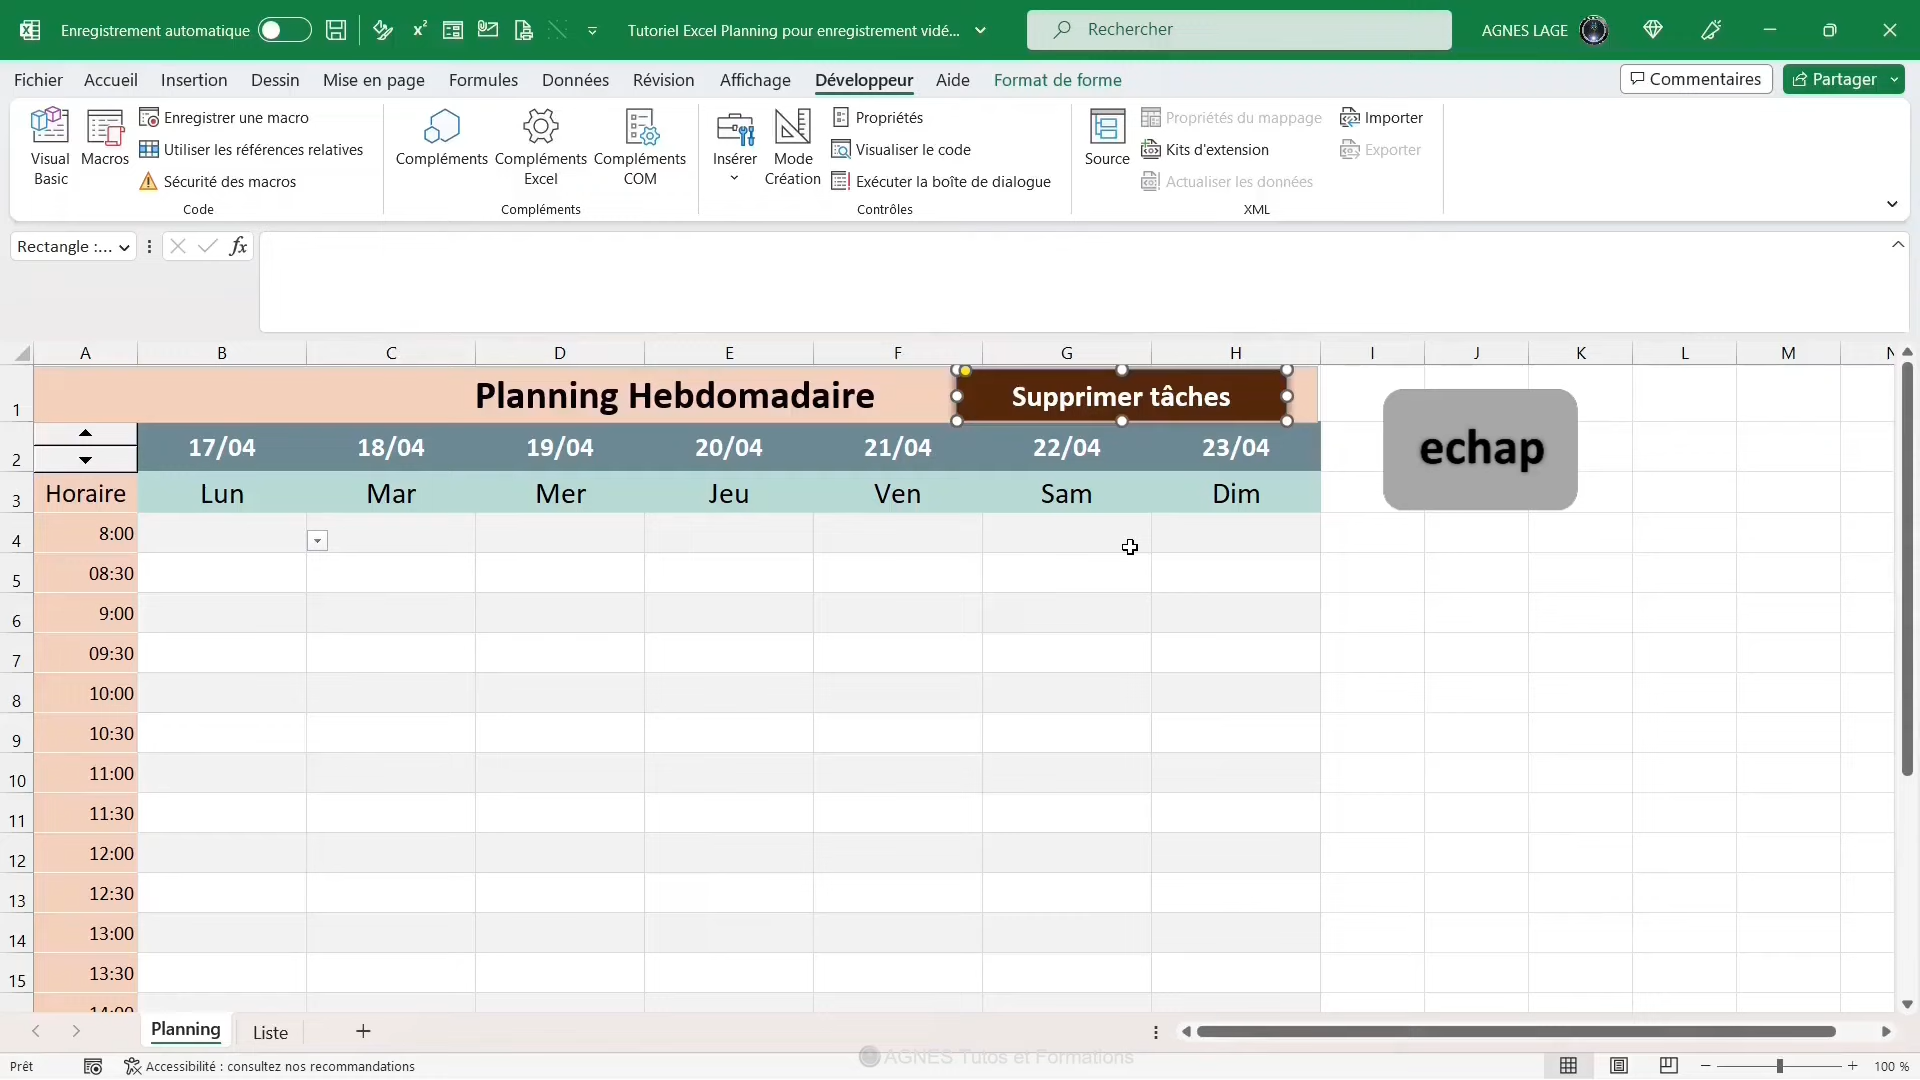 Enregistrement automatique
Tutoriel Excel Planning pour enregistrement vidé...
Rechercher
AGNES LAGE
Fichier Accueil Insertion Dessin Mise en page Formules Données Révision Affichage Développeur Aide Format de forme
Commentaires
Partager
Visual Basic
Macros
Enregistrer une macro
Utiliser les références relatives
Sécurité des macros
Code
Compléments
Compléments Excel
Compléments COM
Compléments
Insérer
Mode Création
Propriétés
Visualiser le code
Exécuter la boîte de dialogue
Contrôles
Source
Propriétés du mappage
Kits d'extension
Actualiser les données
Importer
Exporter
XML
Rectangle :...
fx
A B C D E F G H I J K L M N
1 Planning Hebdomadaire Supprimer tâches
echap
2 17/04 18/04 19/04 20/04 21/04 22/04 23/04
3 Horaire Lun Mar Mer Jeu Ven Sam Dim
4 8:00
5 08:30
6 9:00
7 09:30
8 10:00
9 10:30
10 11:00
11 11:30
12 12:00
13 12:30
14 13:00
15 13:30
14:00
Planning Liste
AGNES Tutos et Formations
Prêt
Accessibilité : consultez nos recommandations
100 %